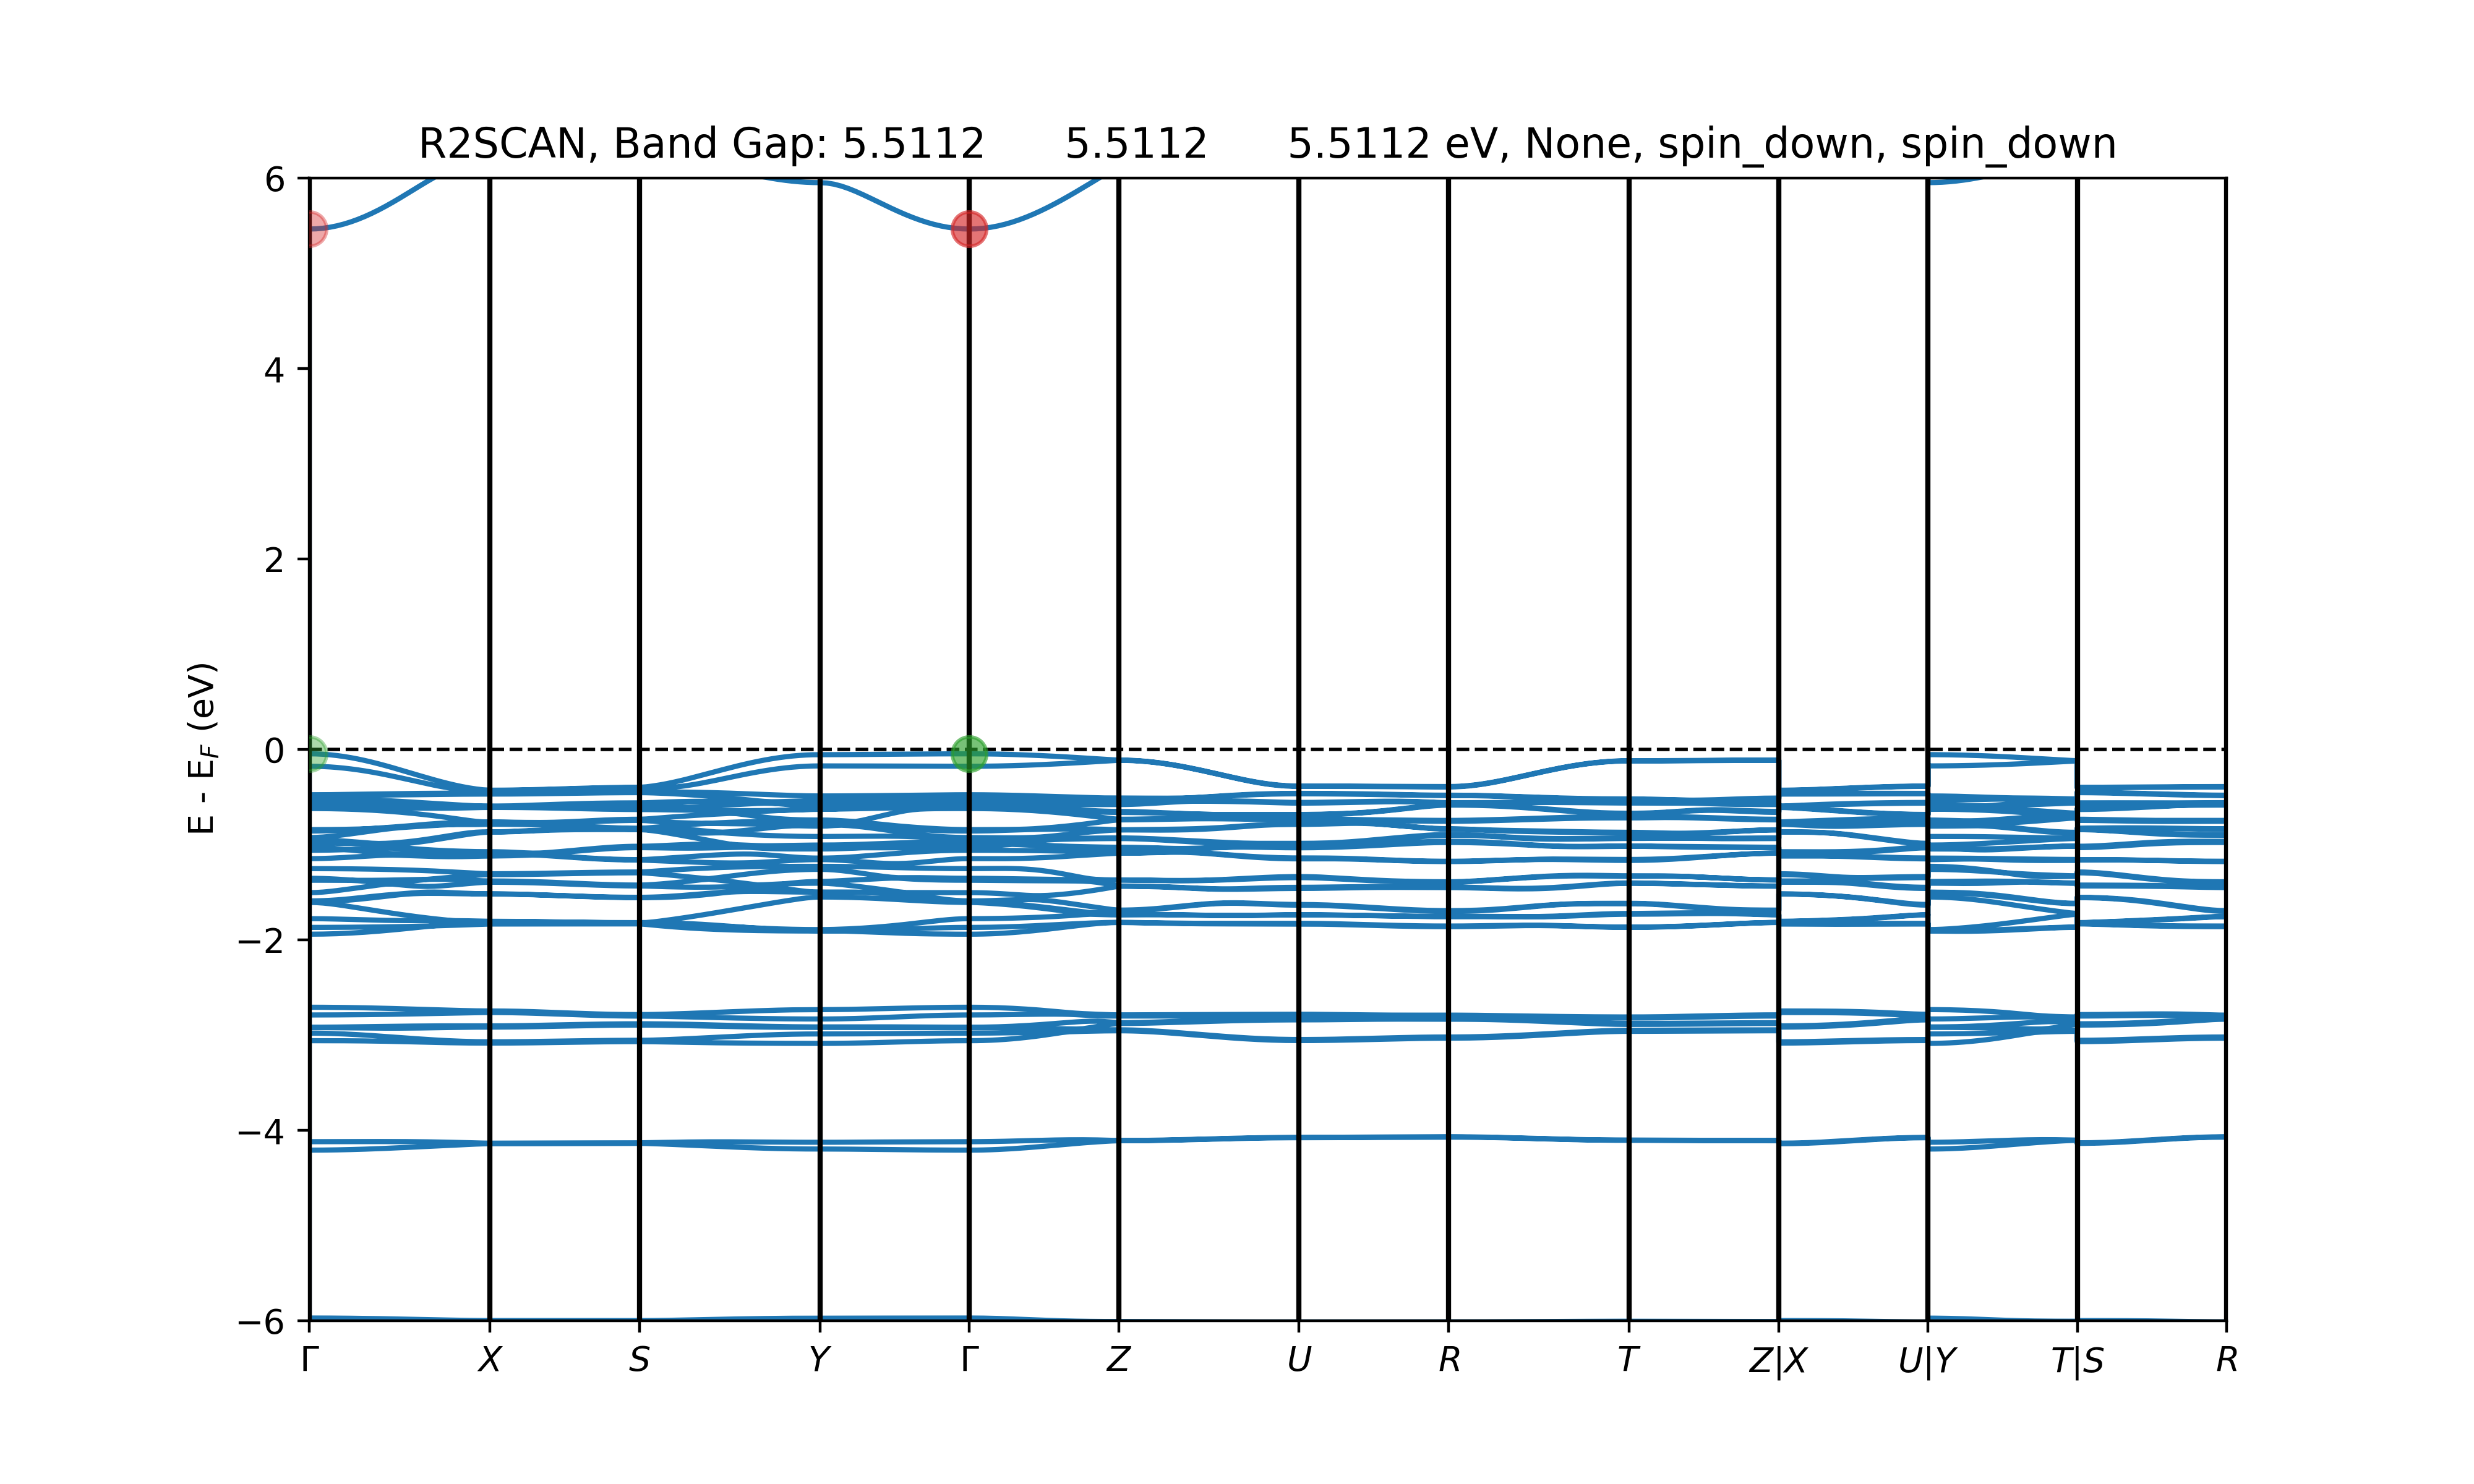 R2SCAN, Band Gap: 5.5112 5.5112 5.5112 eV, None, spin_down, spin_down
E - E_F (eV)
6
4
2
0
−2
−4
−6
Γ X S Y Γ Z U R T Z|X U|Y T|S R